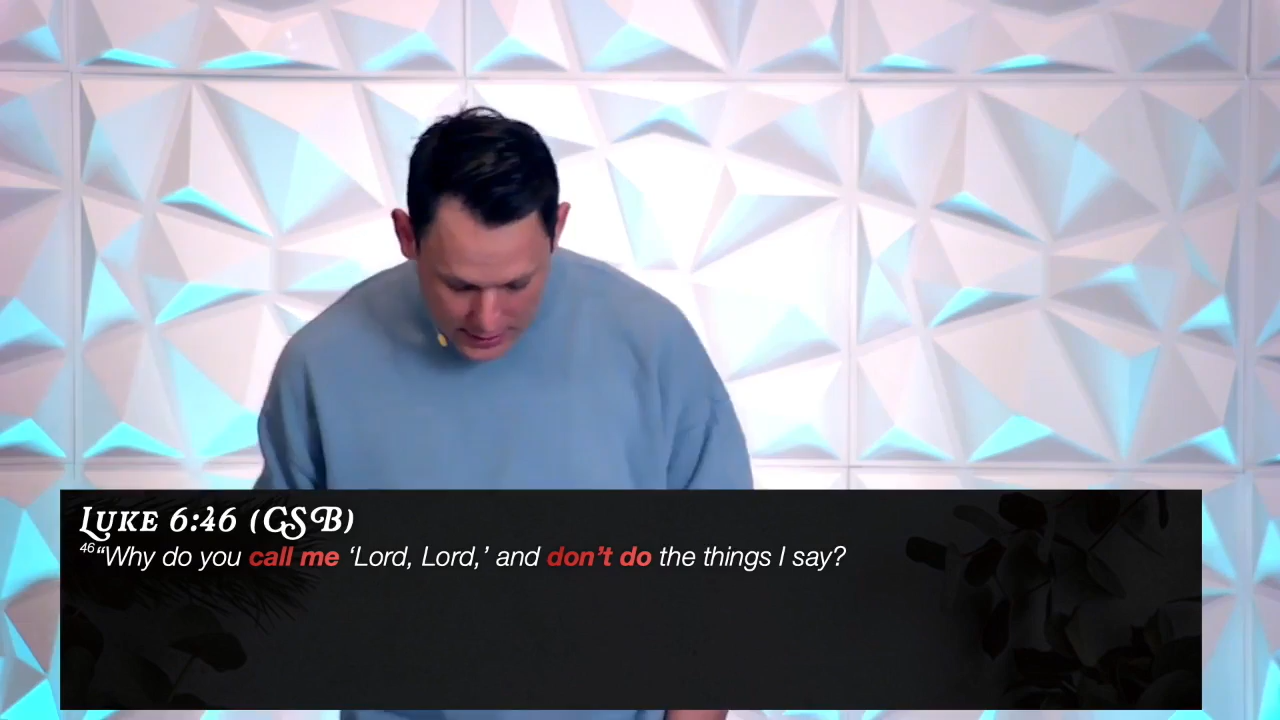 Luke 6:46 (CSB)
46“Why do you call me ‘Lord, Lord,’ and don’t do the things I say?